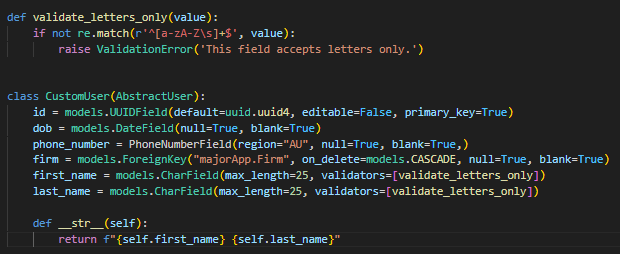 def validate_letters_only(value):
    if not re.match(r'^[a-zA-Z\s]+$', value):
        raise ValidationError('This field accepts letters only.')
class CustomUser(AbstractUser):
    id = models.UUIDField(default=uuid.uuid4, editable=False, primary_key=True)
    dob = models.DateField(null=True, blank=True)
    phone_number = PhoneNumberField(region="AU", null=True, blank=True,)
    firm = models.ForeignKey("majorApp.Firm", on_delete=models.CASCADE, null=True, blank=True)
    first_name = models.CharField(max_length=25, validators=[validate_letters_only])
    last_name = models.CharField(max_length=25, validators=[validate_letters_only])
    def __str__(self):
        return f"{self.first_name} {self.last_name}"